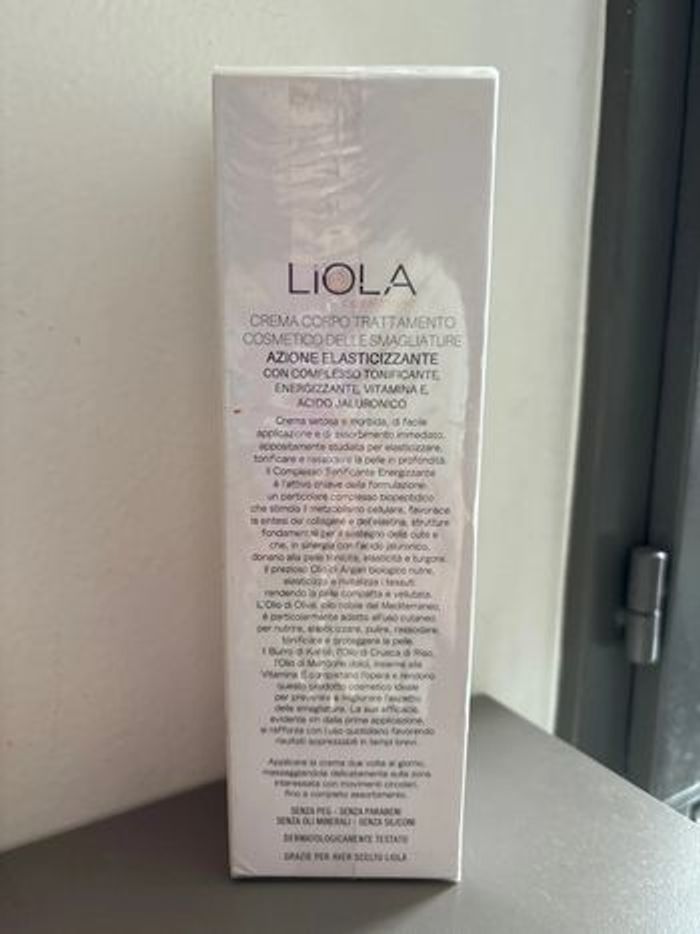 LiOLA
CREMA CORPO TRATTAMENTO
COSMETICO DELLE SMAGLIATURE
AZIONE ELASTICIZZANTE
CON COMPLESSO TONIFICANTE,
ENERGIZZANTE, VITAMINA E,
ACIDO JALURONICO
Crema setosa e morbida, di facile
applicazione e di assorbimento immediato,
appositamente studiata per elasticizzare,
tonificare e rassodare la pelle in profondità.
Il Complesso Tonificante Energizzante
è l'attivo chiave della formulazione:
un particolare complesso biopeptidico
che stimola il metabolismo cellulare, favorisce
la sintesi del collagene e dell'elastina, strutture
fondamentali per il sostegno della cute e
che, in sinergia con l'acido jaluronico,
donano alla pelle tonicità, elasticità e turgore.
Il prezioso Olio di Argan biologico nutre,
elasticizza e rivitalizza i tessuti
rendendo la pelle compatta e vellutata.
L'Olio di Oliva, olio nobile del Mediterraneo,
è particolarmente adatto all'uso cutaneo
per nutrire, elasticizzare, pulire, rassodare,
tonificare e proteggere la pelle.
Il Burro di Karité, l'Olio di Crusca di Riso,
l'Olio di Mandorle dolci, insieme alla
Vitamina E completano l'opera e rendono
questo prodotto cosmetico ideale
per prevenire e migliorare l'aspetto
delle smagliature. La sua efficacia,
evidente sin dalla prima applicazione,
si rafforza con l'uso quotidiano favorendo
risultati apprezzabili in tempi brevi.
Applicare la crema due volte al giorno,
massaggiandola delicatamente sulla zona
interessata con movimenti circolari,
fino a completo assorbimento.
SENZA PEG - SENZA PARABENI
SENZA OLI MINERALI - SENZA SILICONI
DERMATOLOGICAMENTE TESTATO
GRAZIE PER AVER SCELTO LIOLA